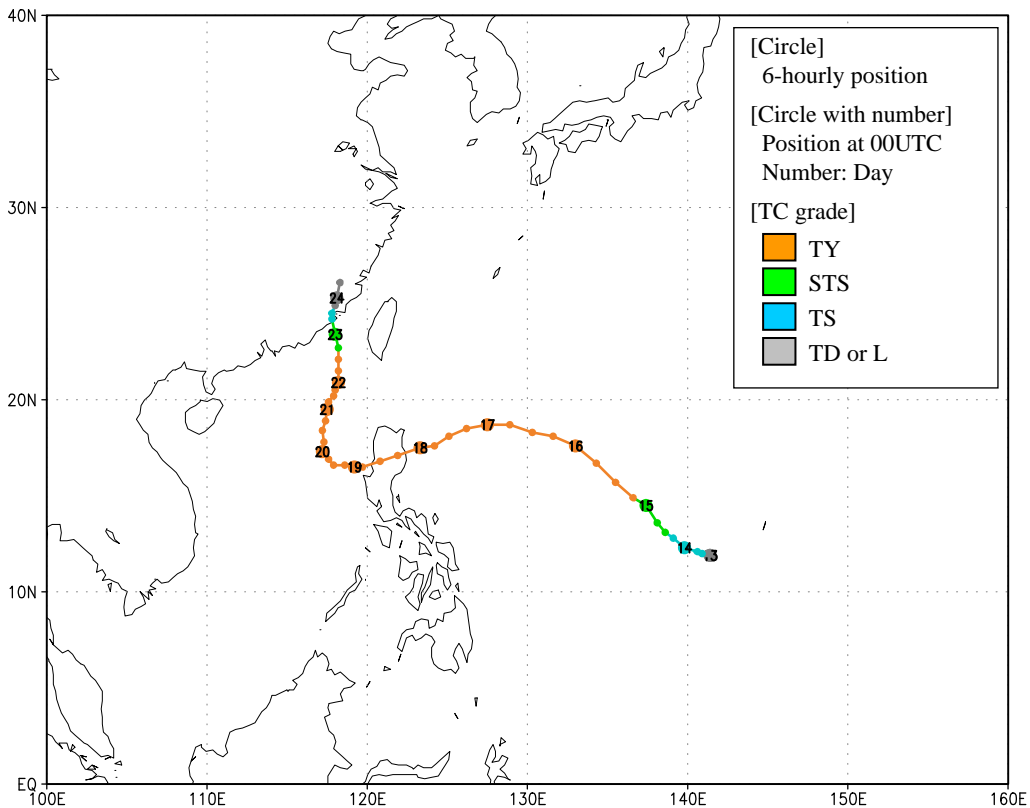 40N
30N
20N
10N
EQ
100E 110E 120E 130E 140E 150E 160E
[Circle]
6-hourly position
[Circle with number]
Position at 00UTC
Number: Day
[TC grade]
TY
STS
TS
TD or L
24
23
22
21
20
19
18
17
16
15
14
13